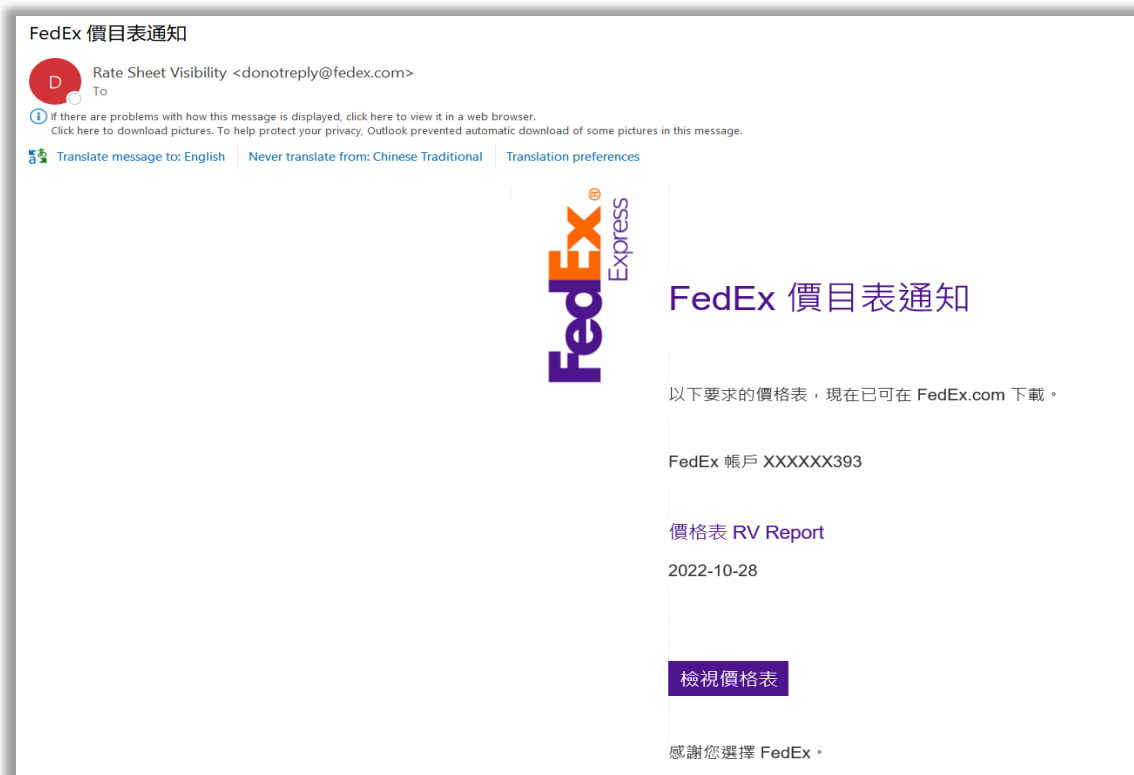 FedEx 價目表通知
D
Rate Sheet Visibility <donotreply@fedex.com>
To
If there are problems with how this message is displayed, click here to view it in a web browser.
Click here to download pictures. To help protect your privacy, Outlook prevented automatic download of some pictures in this message.
Translate message to: English
Never translate from: Chinese Traditional
Translation preferences
FedEx® Express
FedEx 價目表通知
以下要求的價格表，現在已可在 FedEx.com 下載。
FedEx 帳戶 XXXXXX393
價格表 RV Report
2022-10-28
檢視價格表
感謝您選擇 FedEx。